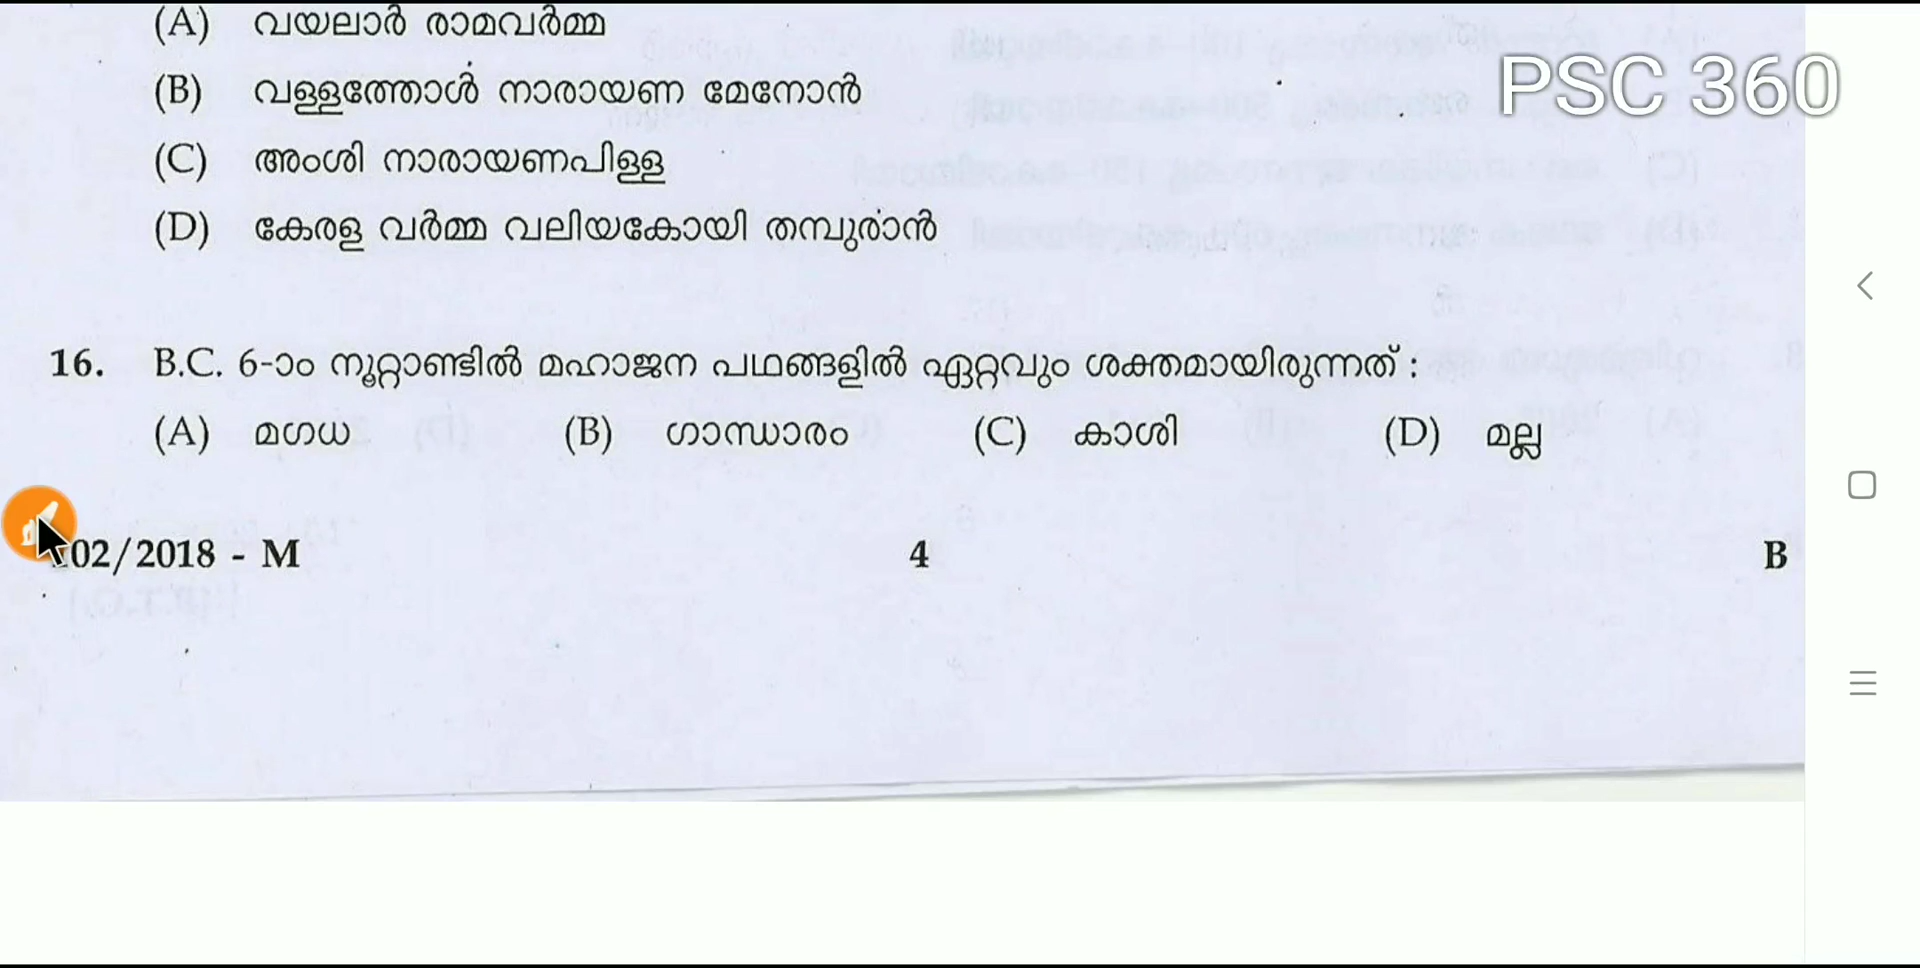 (A) വയലാർ രാമവർമ്മ
PSC 360
(B) വള്ളത്തോൾ നാരായണ മേനോൻ
(C) അംശി നാരായണപിള്ള
(D) കേരള വർമ്മ വലിയകോയി തമ്പുരാൻ
16. B.C. 6-ാം നൂറ്റാണ്ടിൽ മഹാജന പഥങ്ങളിൽ ഏറ്റവും ശക്തമായിരുന്നത് :
(A) മഗധ (B) ഗാന്ധാരം (C) കാശി (D) മല്ല
02/2018 - M 4 B